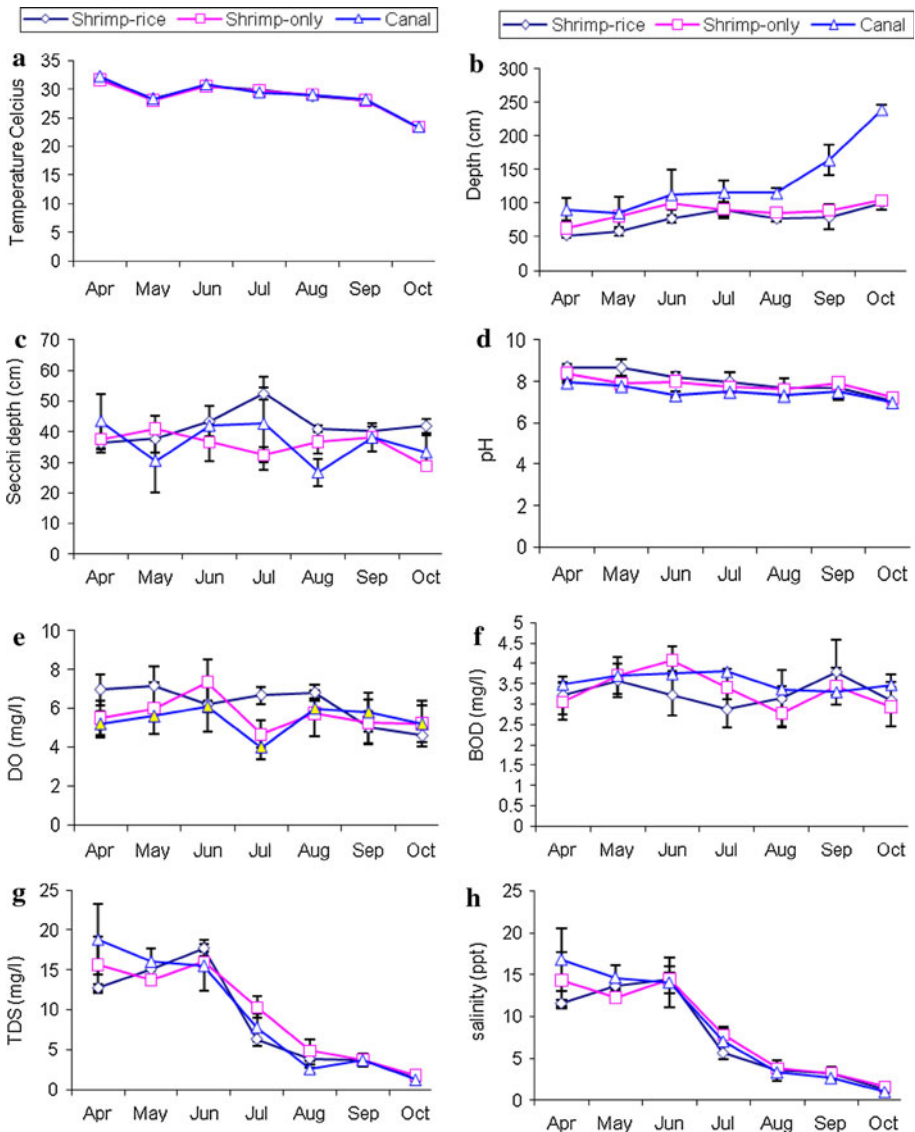 Shrimp-rice Shrimp-only Canal
Shrimp-rice Shrimp-only Canal
a
Temperature Celcius
35
30
25
20
15
10
5
0
Apr May Jun Jul Aug Sep Oct
b
Depth (cm)
300
250
200
150
100
50
0
Apr May Jun Jul Aug Sep Oct
c
Secchi depth (cm)
70
60
50
40
30
20
10
0
Apr May Jun Jul Aug Sep Oct
d
pH
10
8
6
4
2
0
Apr May Jun Jul Aug Sep Oct
e
DO (mg/l)
10
8
6
4
2
0
Apr May Jun Jul Aug Sep Oct
f
BOD (mg/l)
5
4.5
4
3.5
3
2.5
2
1.5
1
0.5
0
Apr May Jun Jul Aug Sep Oct
g
TDS (mg/l)
25
20
15
10
5
0
Apr May Jun Jul Aug Sep Oct
h
salinity (ppt)
25
20
15
10
5
0
Apr May Jun Jul Aug Sep Oct